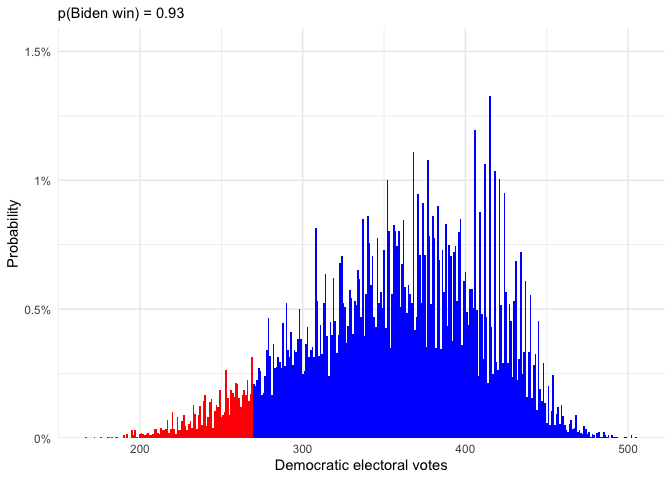 p(Biden win) = 0.93
1.5%
1%
0.5%
0%
Probability
200 300 400 500
Democratic electoral votes